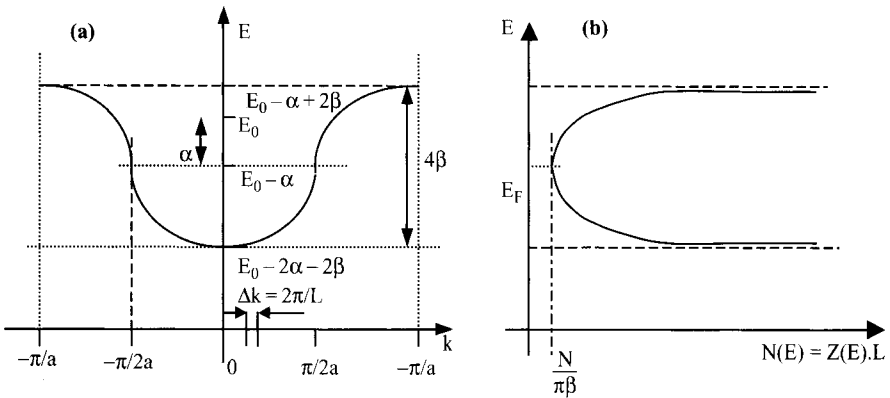 (a)
E
E₀ – α + 2β
E₀
α
E₀ – α
4β
E₀ – 2α – 2β
Δk = 2π/L
–π/a
–π/2a
0
π/2a
–π/a
k
(b)
E
E_F
N
πβ
N(E) = Z(E).L